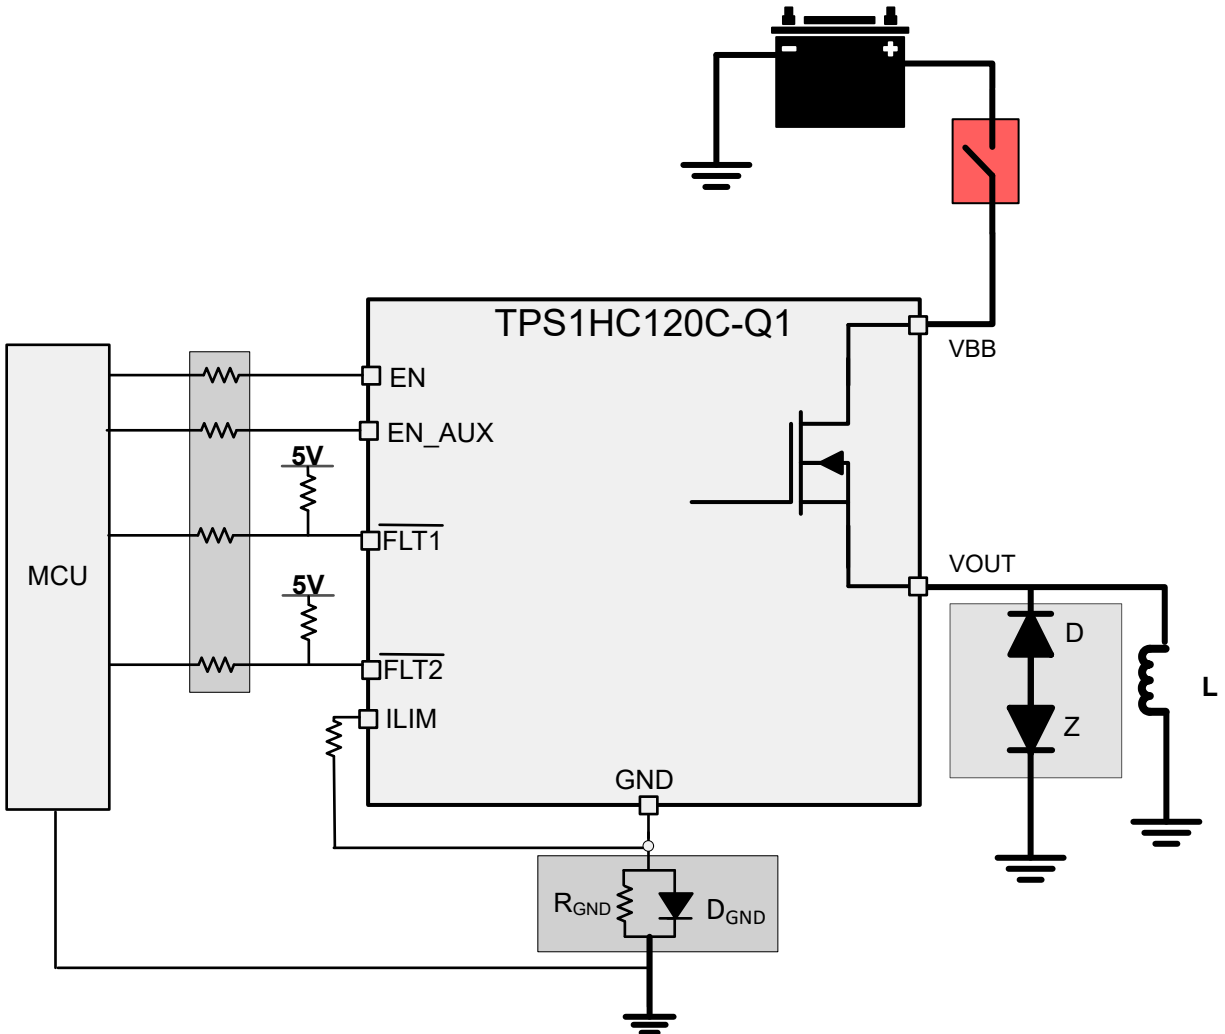 TPS1HC120C-Q1
VBB
EN
EN_AUX
5V
FLT1
MCU
VOUT
5V
D
FLT2
L
ILIM
Z
GND
RGND
DGND